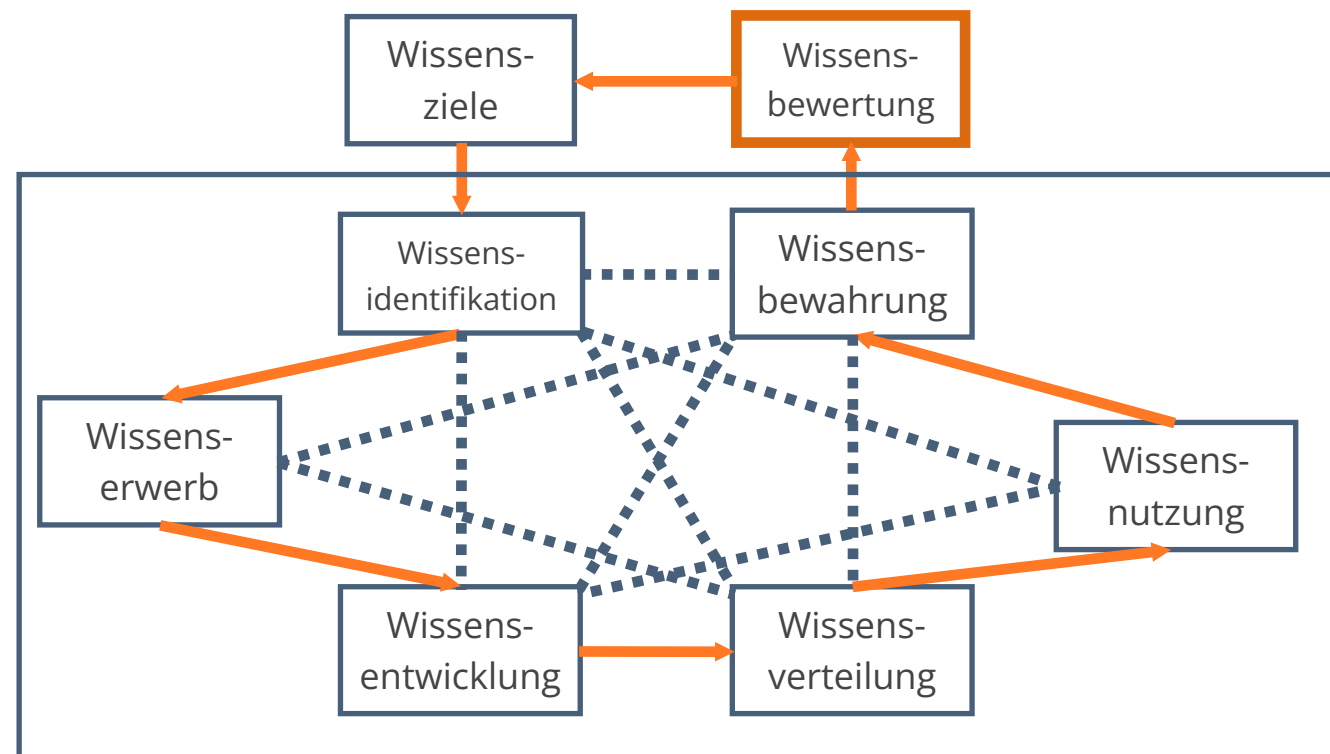 Wissens-
ziele
Wissens-
bewertung
Wissens-
identifikation
Wissens-
bewahrung
Wissens-
erwerb
Wissens-
nutzung
Wissens-
entwicklung
Wissens-
verteilung